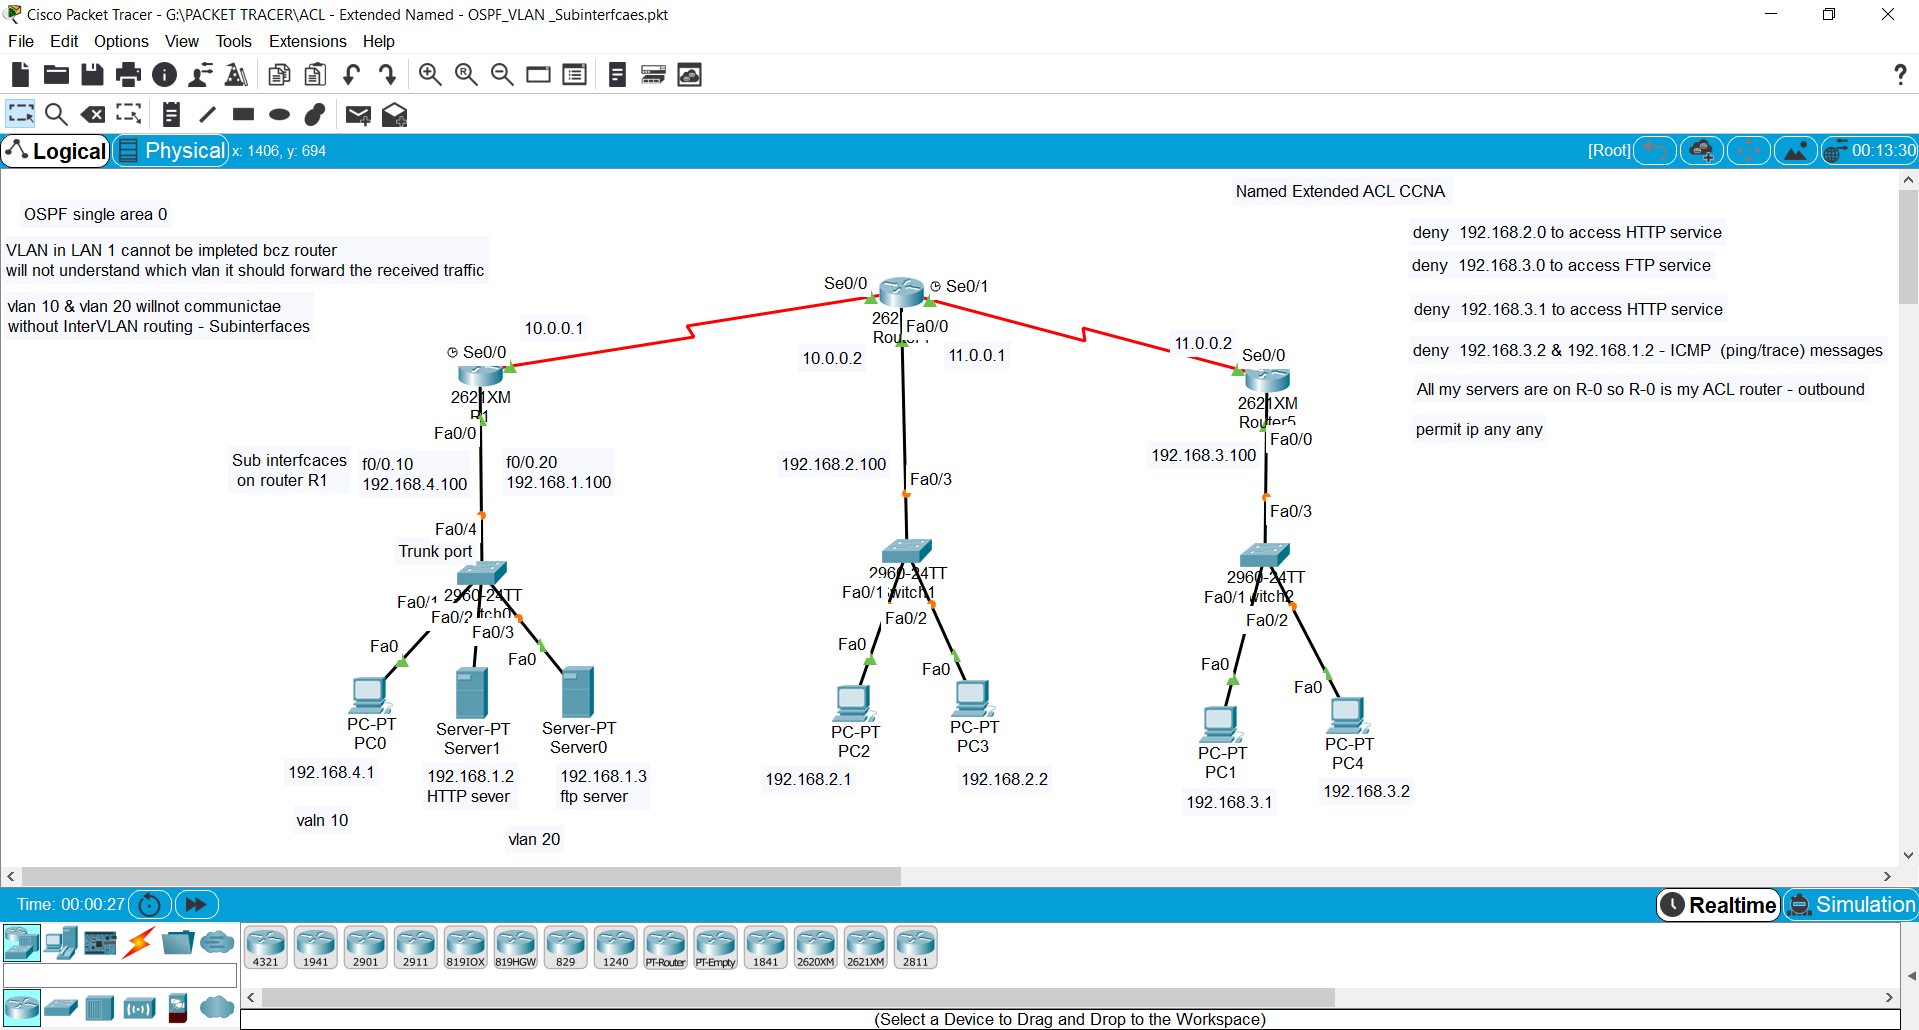 Cisco Packet Tracer - G:\PACKET TRACER\ACL - Extended Named - OSPF_VLAN _Subinterfcaes.pkt
File Edit Options View Tools Extensions Help
?
Logical Physical x: 1406, y: 694
[Root] 00:13:30
Named Extended ACL CCNA
OSPF single area 0
deny 192.168.2.0 to access HTTP service
VLAN in LAN 1 cannot be impleted bcz router
will not understand which vlan it should forward the received traffic
deny 192.168.3.0 to access FTP service
vlan 10 & vlan 20 willnot communictae
without InterVLAN routing - Subinterfaces
deny 192.168.3.1 to access HTTP service
deny 192.168.3.2 & 192.168.1.2 - ICMP (ping/trace) messages
All my servers are on R-0 so R-0 is my ACL router - outbound
permit ip any any
Se0/0
Se0/1
262
Fa0/0
10.0.0.1
10.0.0.2
11.0.0.1
11.0.0.2
Se0/0
2621XM
R1
Fa0/0
Se0/0
2621XM
Router5
Fa0/0
Sub interfcaces
on router R1
f0/0.10
192.168.4.100
f0/0.20
192.168.1.100
192.168.2.100
192.168.3.100
Fa0/4
Trunk port
Fa0/3
Fa0/3
2960-24TT
Fa0/1
Fa0/2
Fa0/3
Fa0
Fa0
2960-24TT
Fa0/1
Fa0/2
Fa0
Fa0
2960-24TT
Fa0/1
Fa0/2
Fa0
Fa0
PC-PT
PC0
Server-PT
Server1
Server-PT
Server0
PC-PT
PC2
PC-PT
PC3
PC-PT
PC1
PC-PT
PC4
192.168.4.1
192.168.1.2
HTTP sever
192.168.1.3
ftp server
192.168.2.1
192.168.2.2
192.168.3.1
192.168.3.2
valn 10
vlan 20
Time: 00:00:27
Realtime Simulation
4321 1941 2901 2911 819IOX 819HGW 829 1240 PT-Router PT-Empty 1841 2620XM 2621XM 2811
(Select a Device to Drag and Drop to the Workspace)